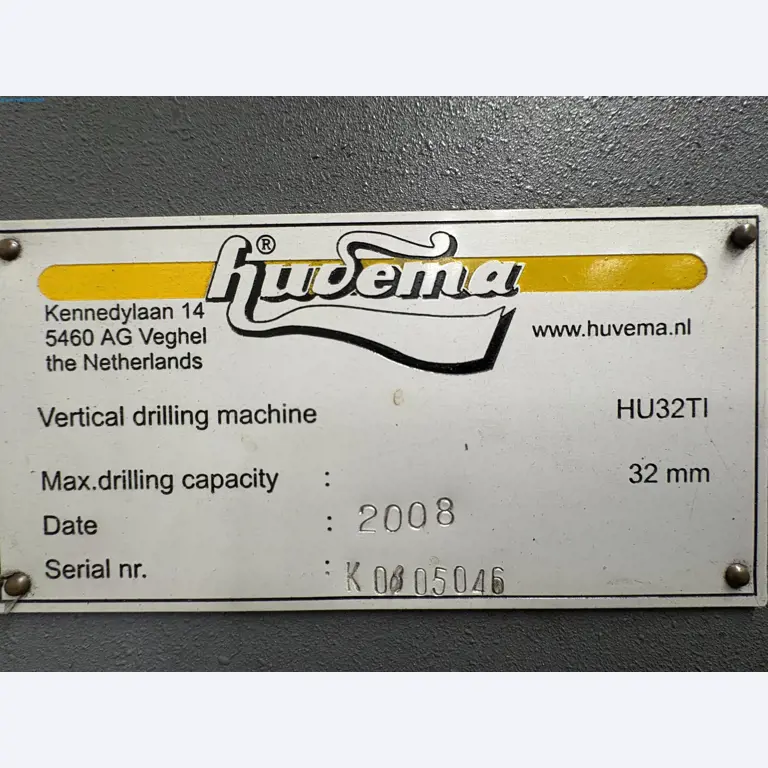 huvema ®
Kennedylaan 14
5460 AG Veghel
the Netherlands
www.huvema.nl
Vertical drilling machine HU32TI
Max.drilling capacity : 32 mm
Date : 2008
Serial nr. :